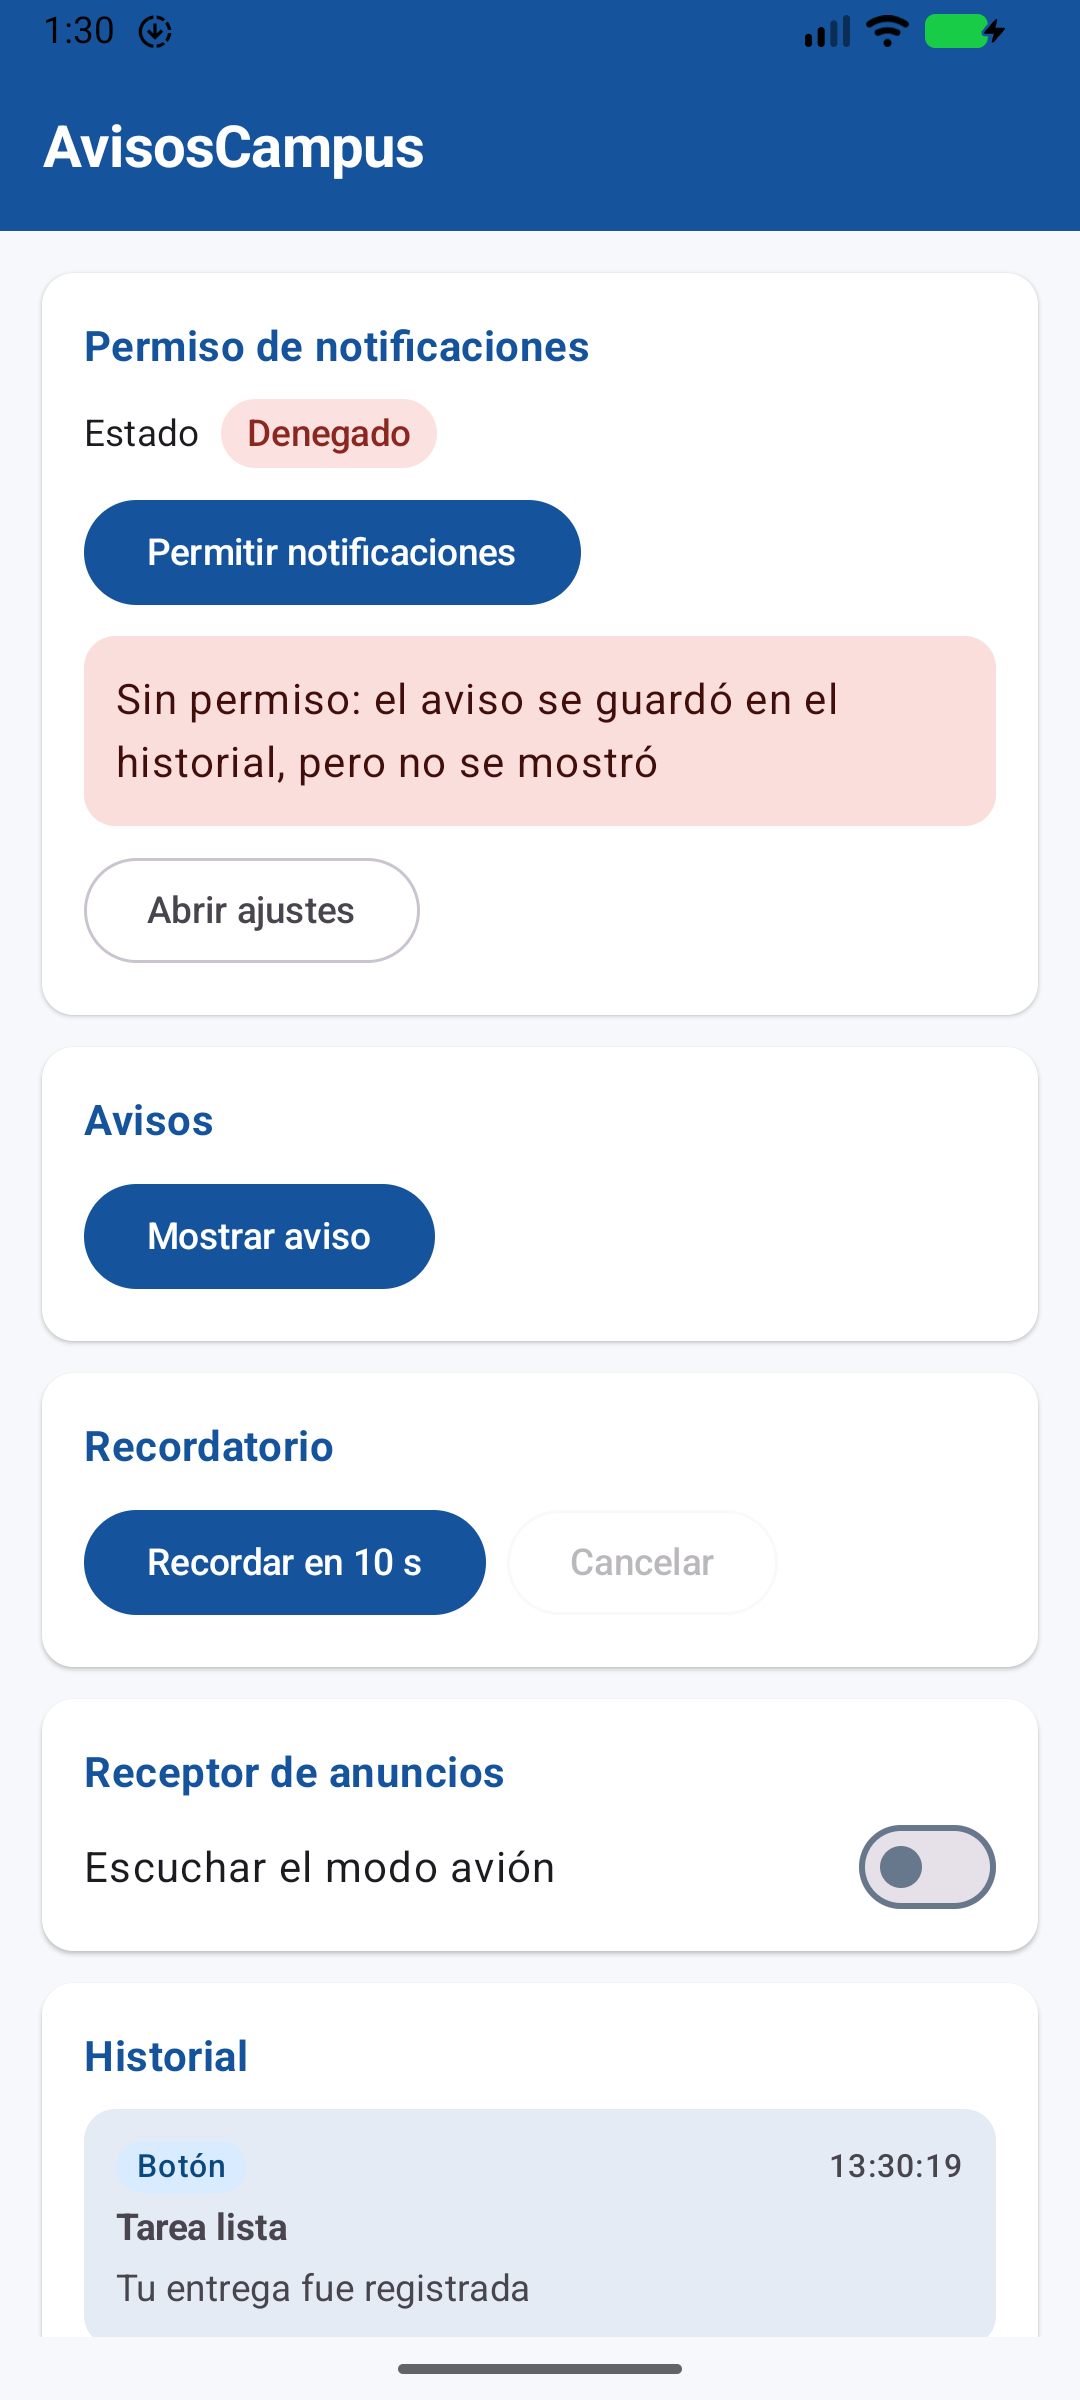 1:30
AvisosCampus
Permiso de notificaciones
Estado Denegado
Permitir notificaciones
Sin permiso: el aviso se guardó en el
historial, pero no se mostró
Abrir ajustes
Avisos
Mostrar aviso
Recordatorio
Recordar en 10 s Cancelar
Receptor de anuncios
Escuchar el modo avión
Historial
Botón 13:30:19
Tarea lista
Tu entrega fue registrada